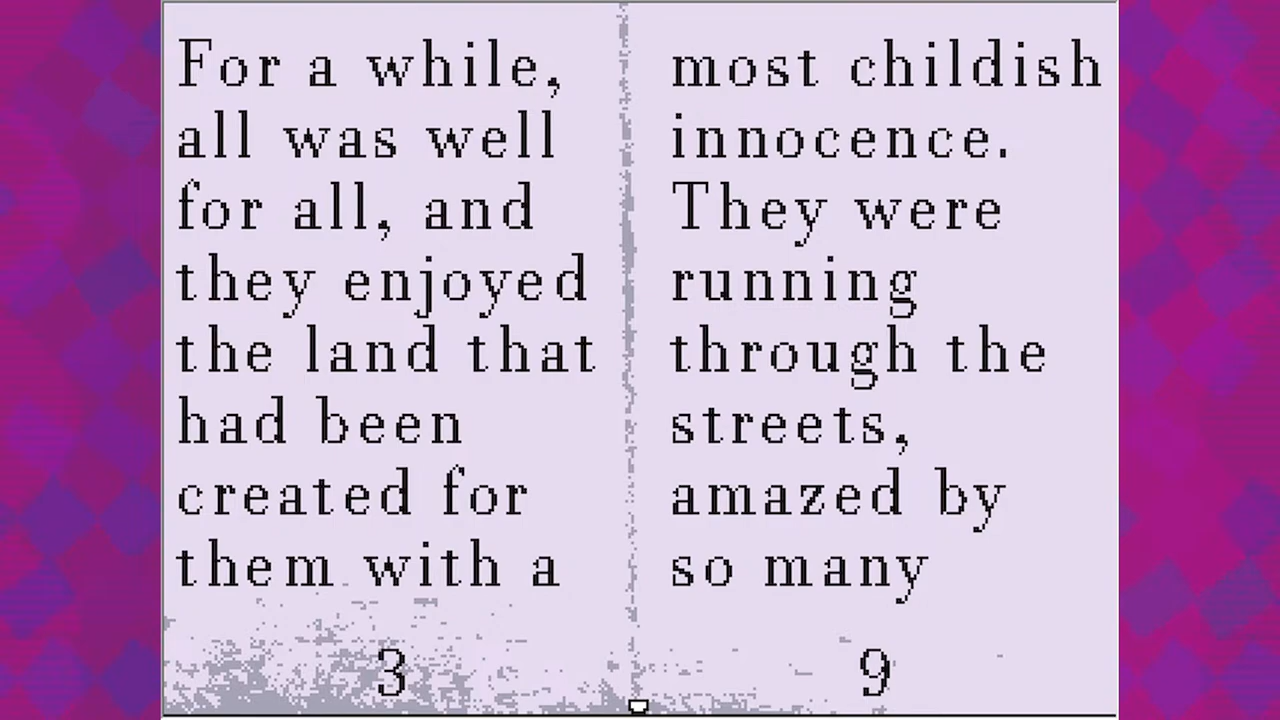 For a while,
all was well
for all, and
they enjoyed
the land that
had been
created for
them with a
3
most childish
innocence.
They were
running
through the
streets,
amazed by
so many
9